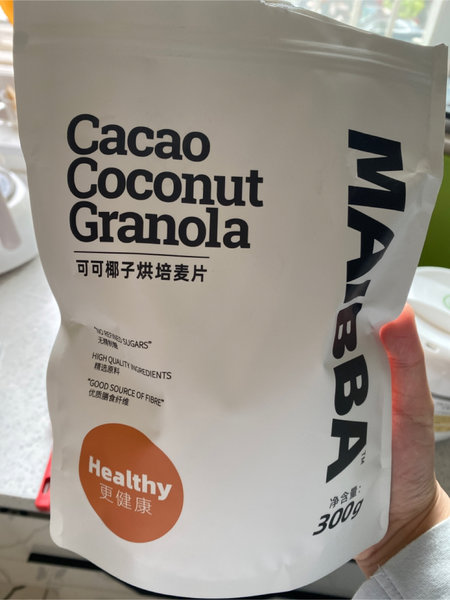 Cacao
Coconut
Granola
可可椰子烘培麦片
"NO REFINED SUGARS"
无精制糖
HIGH QUALITY INGREDIENTS
精选原料
"GOOD SOURCE OF FIBRE"
优质膳食纤维
Healthy
更健康
MAIBBA™
净含量：
300g